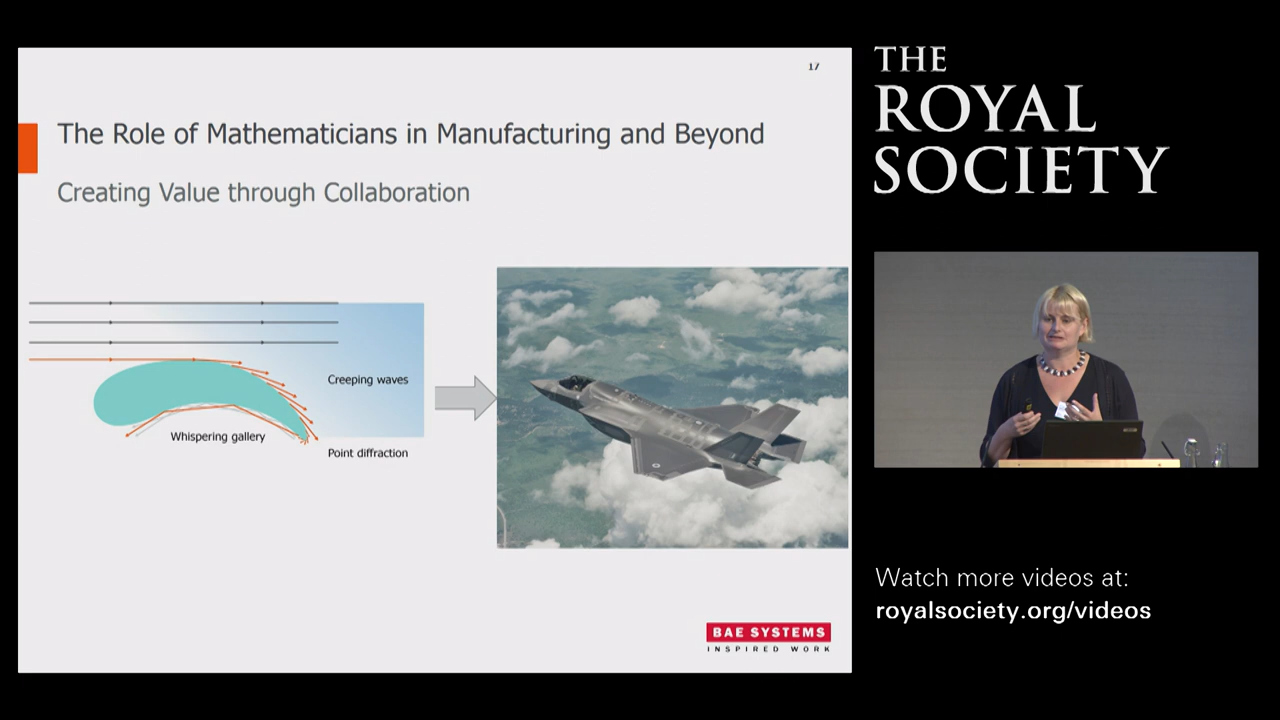 17
The Role of Mathematicians in Manufacturing and Beyond
Creating Value through Collaboration
Creeping waves
Whispering gallery
Point diffraction
BAE SYSTEMS
INSPIRED WORK
THE
ROYAL
SOCIETY
Watch more videos at:
royalsociety.org/videos